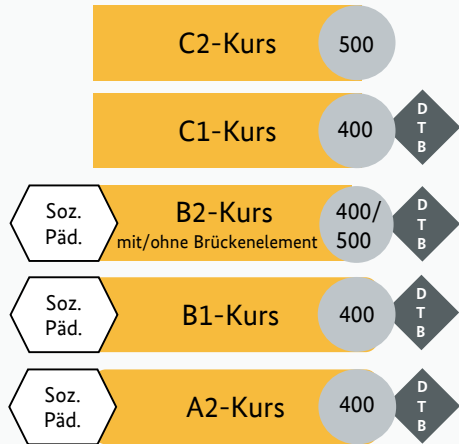 C2-Kurs
500
C1-Kurs
400
D
T
B
Soz.
Päd.
B2-Kurs
mit/ohne Brückenelement
400/
500
D
T
B
Soz.
Päd.
B1-Kurs
400
D
T
B
Soz.
Päd.
A2-Kurs
400
D
T
B